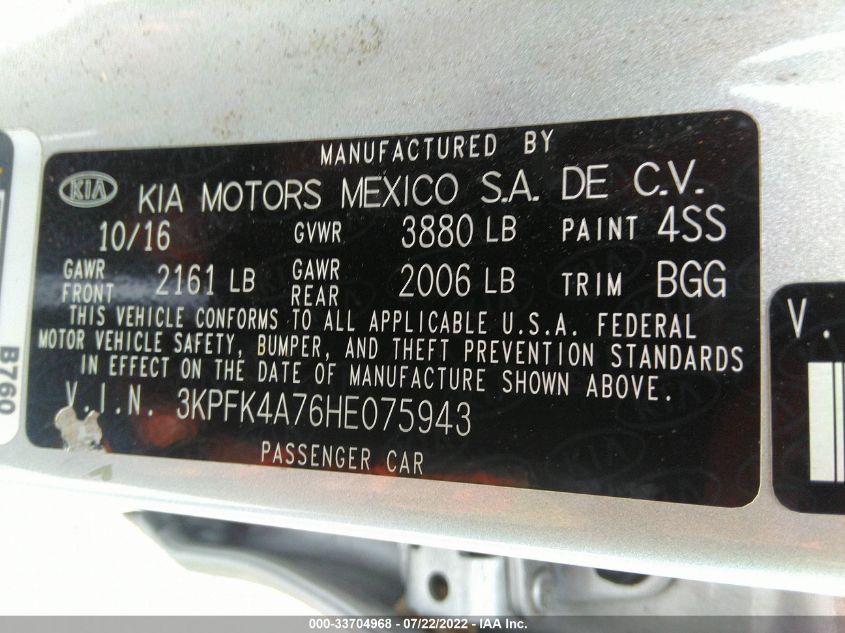 MANUFACTURED BY
KIA KIA MOTORS MEXICO S.A. DE C.V.
10/16 GVWR 3880 LB PAINT 4SS
GAWR FRONT 2161 LB GAWR REAR 2006 LB TRIM BGG
THIS VEHICLE CONFORMS TO ALL APPLICABLE U.S.A. FEDERAL
MOTOR VEHICLE SAFETY, BUMPER, AND THEFT PREVENTION STANDARDS
IN EFFECT ON THE DATE OF MANUFACTURE SHOWN ABOVE.
V.I.N. 3KPFK4A76HE075943
PASSENGER CAR
B760
V.
000-33704968 - 07/22/2022 - IAA Inc.